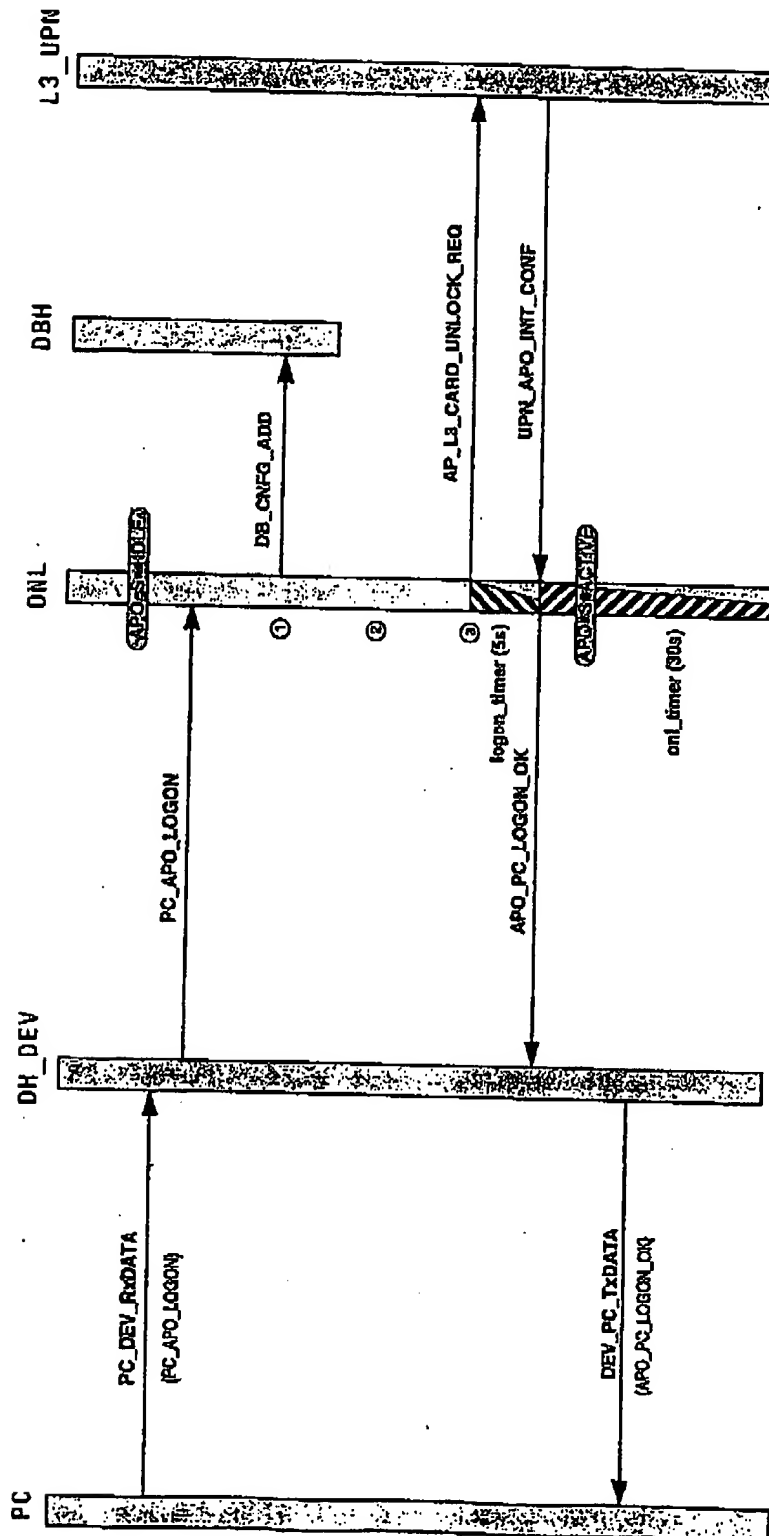 PC
DH_DEV
ONL
DBH
L3_UPN
PC_DEV_RxDATA
(PC_APO_LOGON)
PC_APO_LOGON
①
DB_CNFG_ADD
②
③
AP_L3_CARD_UNLOCK_REQ
logon_timer (5s)
UPN_APO_INIT_CONF
APO_PC_LOGON_OK
DEV_PC_TxDATA
(APO_PC_LOGON_OK)
onl_timer (30s)